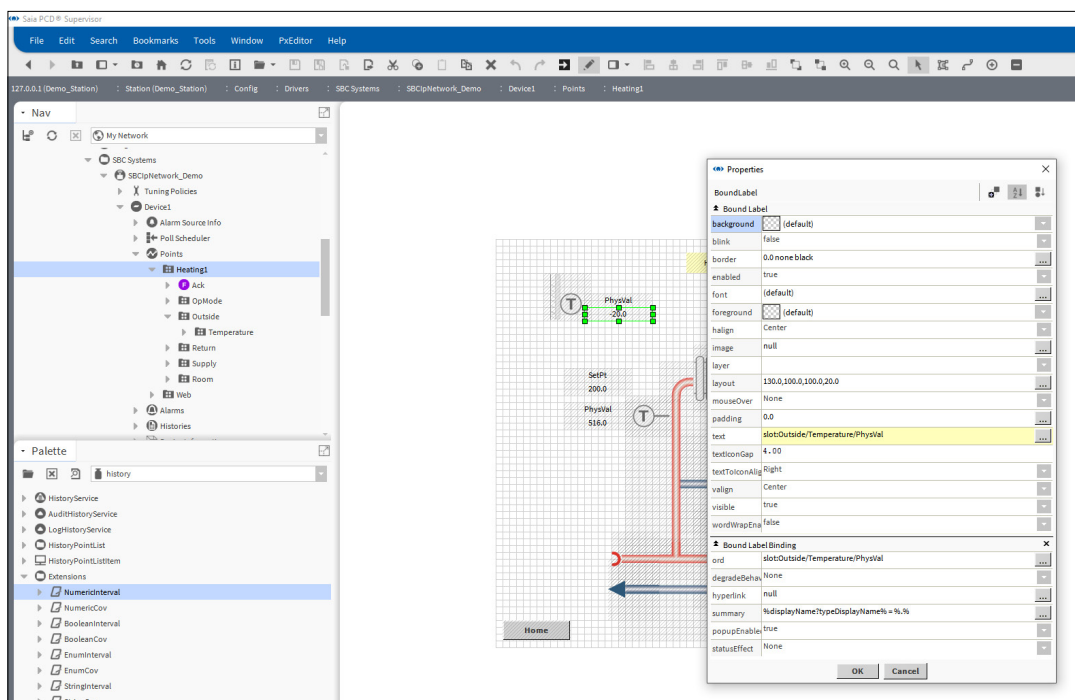 Saia PCD® Supervisor
File Edit Search Bookmarks Tools Window PxEditor Help
127.0.0.1 (Demo_Station) : Station (Demo_Station) : Config : Drivers : SBC Systems : SBCIpNetwork_Demo : Device1 : Points : Heating1
Nav
My Network
SBC Systems
SBCIpNetwork_Demo
Tuning Policies
Device1
Alarm Source Info
Poll Scheduler
Points
Heating1
Ack
OpMode
Outside
Temperature
Return
Supply
Room
Web
Alarms
Histories
Palette
history
HistoryService
AuditHistoryService
LogHistoryService
HistoryPointList
HistoryPointListItem
Extensions
NumericInterval
NumericCov
BooleanInterval
BooleanCov
EnumInterval
EnumCov
StringInterval
T
PhysVal
-20.0
SetPt
200.0
PhysVal
516.0
T
Home
Properties
BoundLabel
Bound Label
background (default)
blink false
border 0.0 none black
enabled true
font (default)
foreground (default)
halign Center
image null
layer
layout 130.0,100.0,100.0,20.0
mouseOver None
padding 0.0
text slot:Outside/Temperature/PhysVal
textIconGap 4.00
textToIconAlig Right
valign Center
visible true
wordWrapEna false
Bound Label Binding
ord slot:Outside/Temperature/PhysVal
degradeBehav None
hyperlink null
summary %displayName?typeDisplayName% = %.%
popupEnable true
statusEffect None
OK Cancel